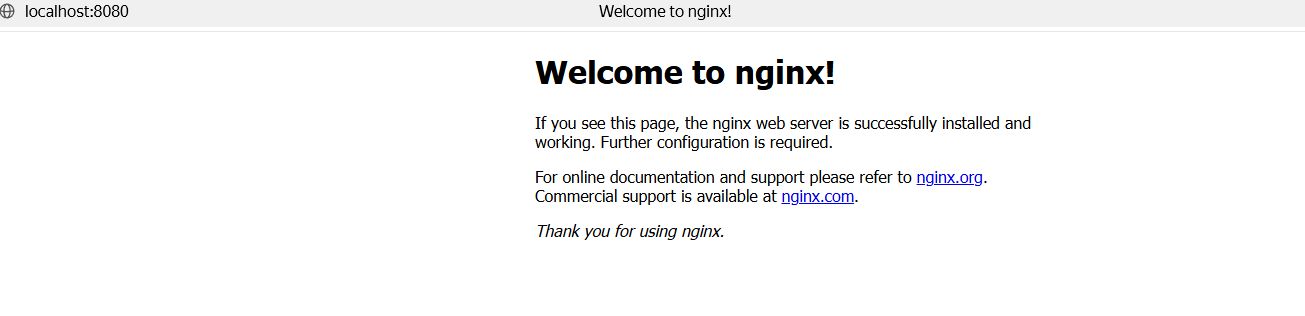 localhost:8080
Welcome to nginx!
Welcome to nginx!
If you see this page, the nginx web server is successfully installed and
working. Further configuration is required.
For online documentation and support please refer to nginx.org.
Commercial support is available at nginx.com.
Thank you for using nginx.